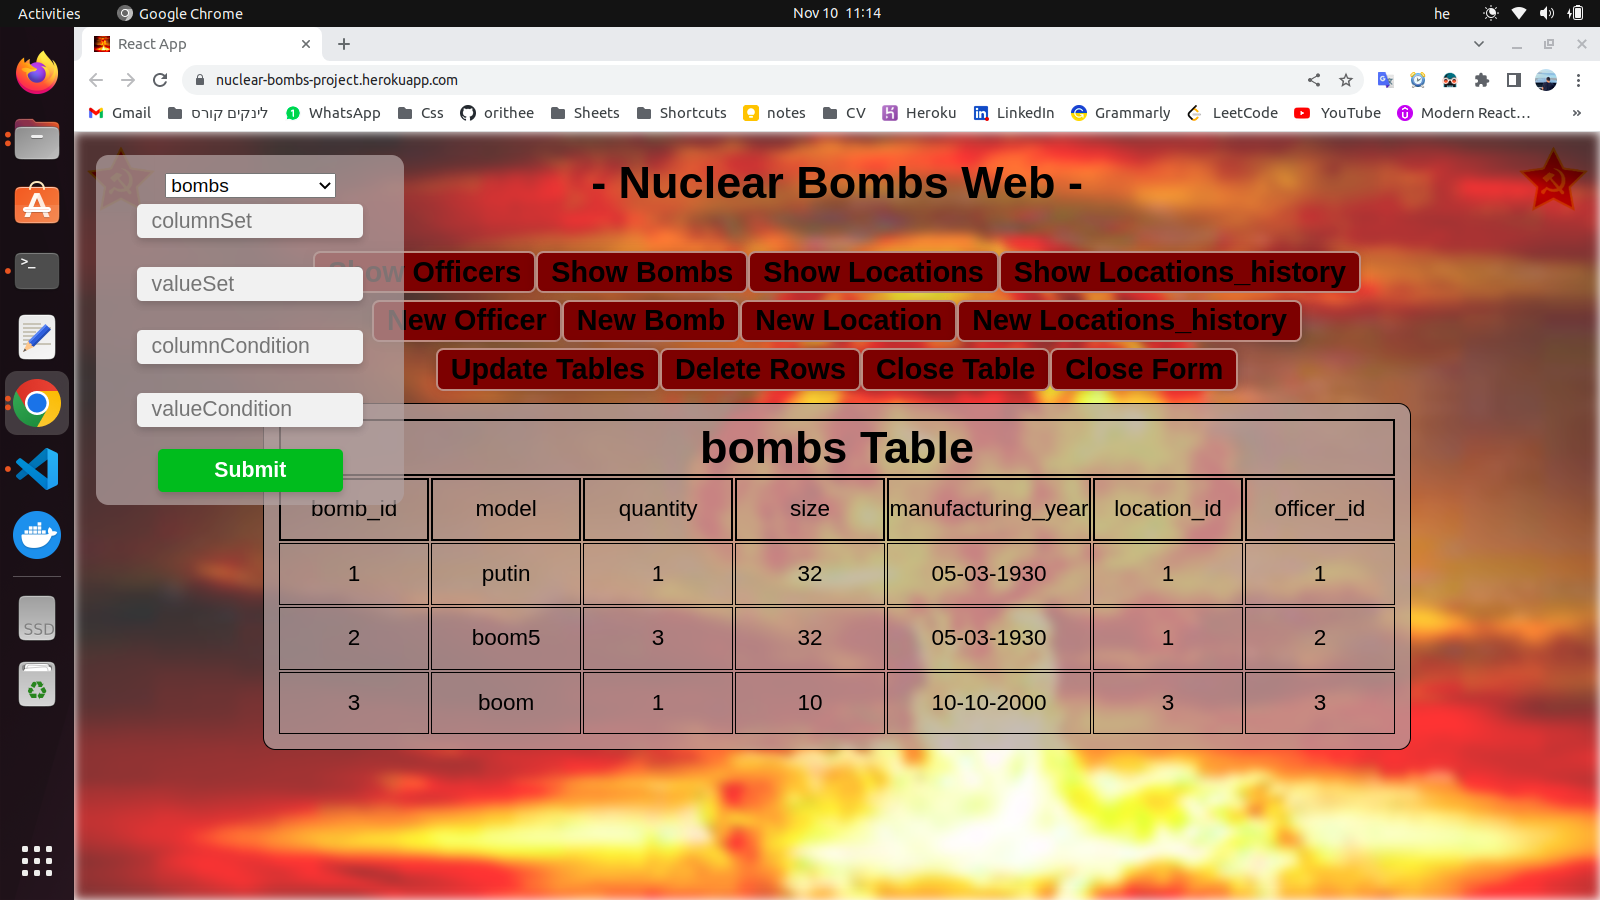 Activities Google Chrome Nov 10 11:14 he
React App
nuclear-bombs-project.herokuapp.com
Gmail לינקים קורס WhatsApp Css orithee Sheets Shortcuts notes CV Heroku LinkedIn Grammarly LeetCode YouTube Modern React… »
- Nuclear Bombs Web -
bombs
columnSet
valueSet
columnCondition
valueCondition
Submit
Show Officers Show Bombs Show Locations Show Locations_history
New Officer New Bomb New Location New Locations_history
Update Tables Delete Rows Close Table Close Form
bombs Table
bomb_id model quantity size manufacturing_year location_id officer_id
1 putin 1 32 05-03-1930 1 1
2 boom5 3 32 05-03-1930 1 2
3 boom 1 10 10-10-2000 3 3
>_
SSD